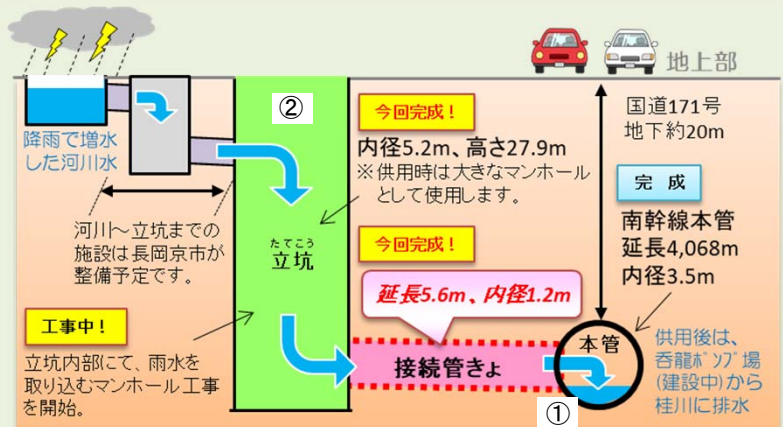 地上部
降雨で増水
した河川水
河川~立坑までの
施設は長岡京市が
整備予定です。
工事中!
立坑内部にて、雨水を
取り込むマンホール工事
を開始。
②
たてこう
立坑
今回完成!
内径5.2m、高さ27.9m
※供用時は大きなマンホール
として使用します。
今回完成!
延長5.6m、内径1.2m
接続管きょ
①
本管
国道171号
地下約20m
完成
南幹線本管
延長4,068m
内径3.5m
供用後は、
呑龍ポンプ場
(建設中)から
桂川に排水